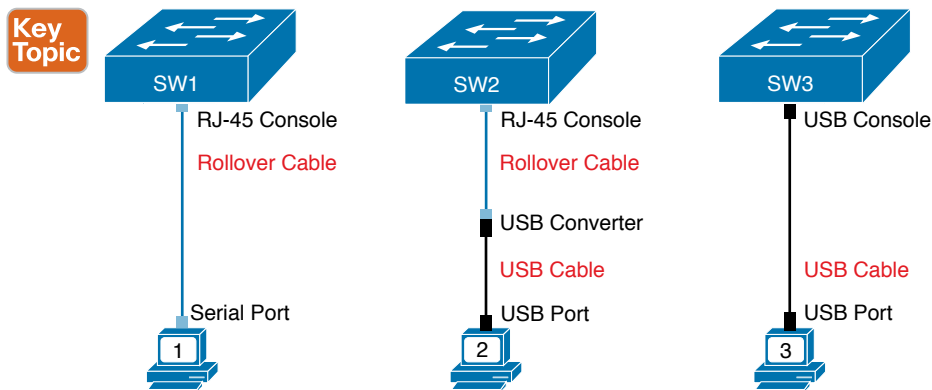 Key
Topic
SW1
RJ-45 Console
Rollover Cable
Serial Port
1
SW2
RJ-45 Console
Rollover Cable
USB Converter
USB Cable
USB Port
2
SW3
USB Console
USB Cable
USB Port
3